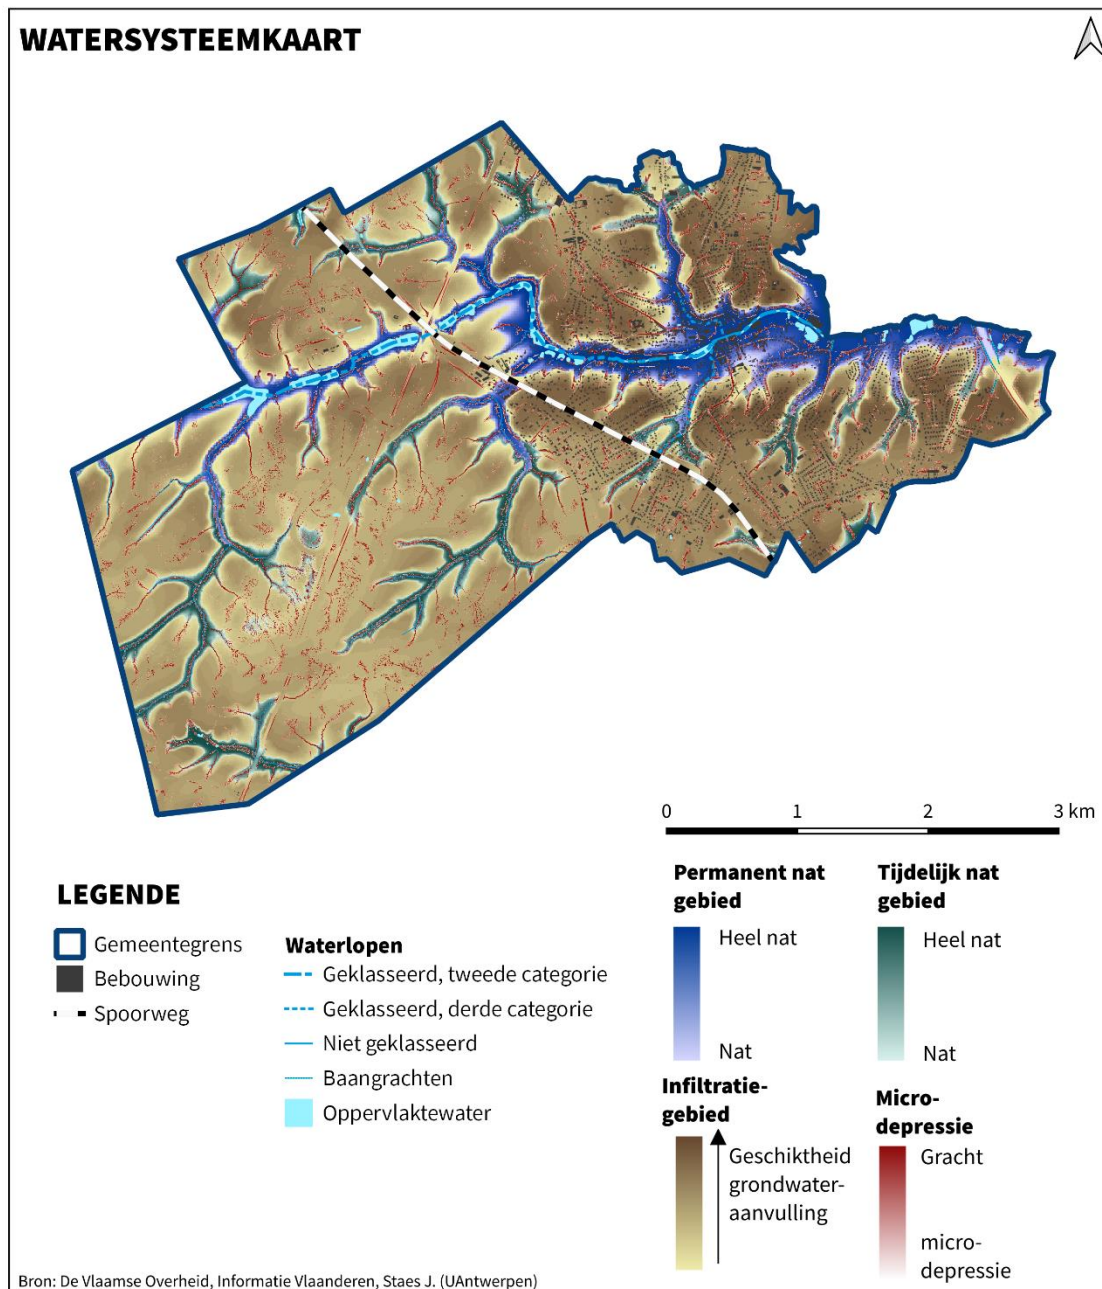 WATERSYSTEEMKAART
0 1 2 3 km
LEGENDE
Gemeentegrens
Bebouwing
Spoorweg
Waterlopen
Geklasseerd, tweede categorie
Geklasseerd, derde categorie
Niet geklasseerd
Baangrachten
Oppervlaktewater
Permanent nat
gebied
Heel nat
Nat
Tijdelijk nat
gebied
Heel nat
Nat
Infiltratie-
gebied
Geschiktheid
grondwater-
aanvulling
Micro-
depressie
Gracht
micro-
depressie
Bron: De Vlaamse Overheid, Informatie Vlaanderen, Staes J. (UAntwerpen)